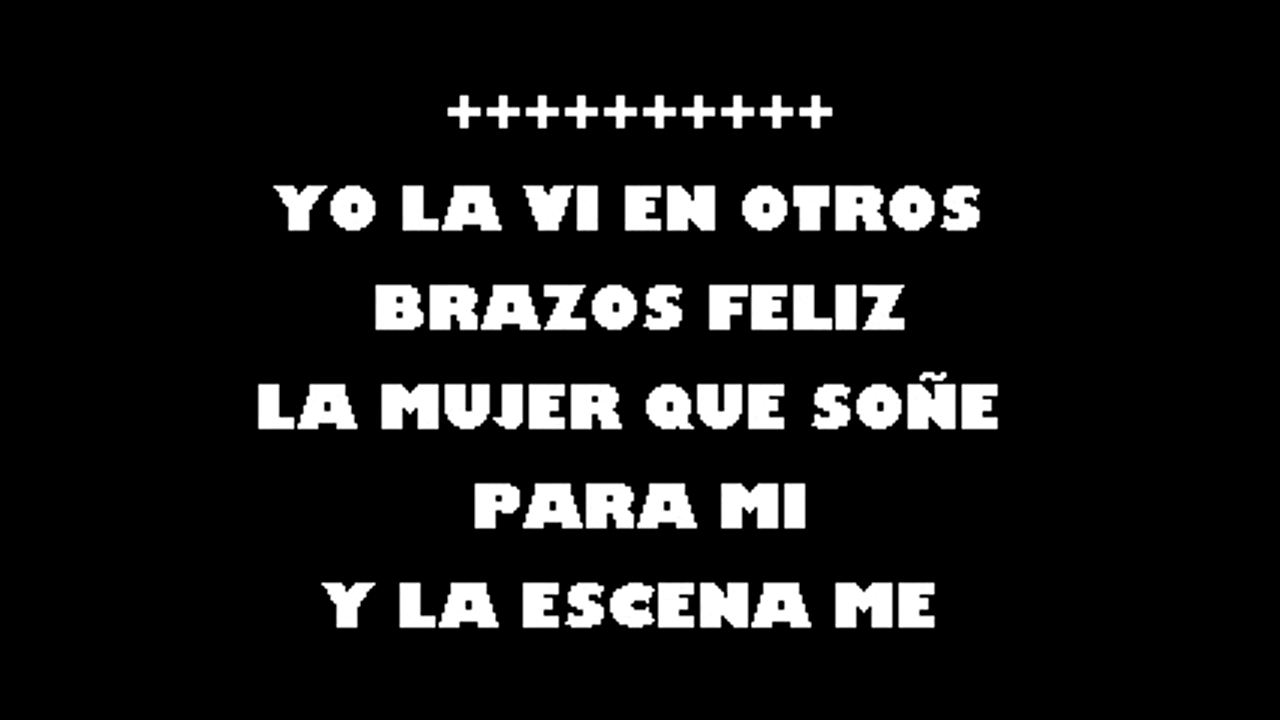 ++++++++++
YO LA VI EN OTROS
BRAZOS FELIZ
LA MUJER QUE SOÑE
PARA MI
Y LA ESCENA ME